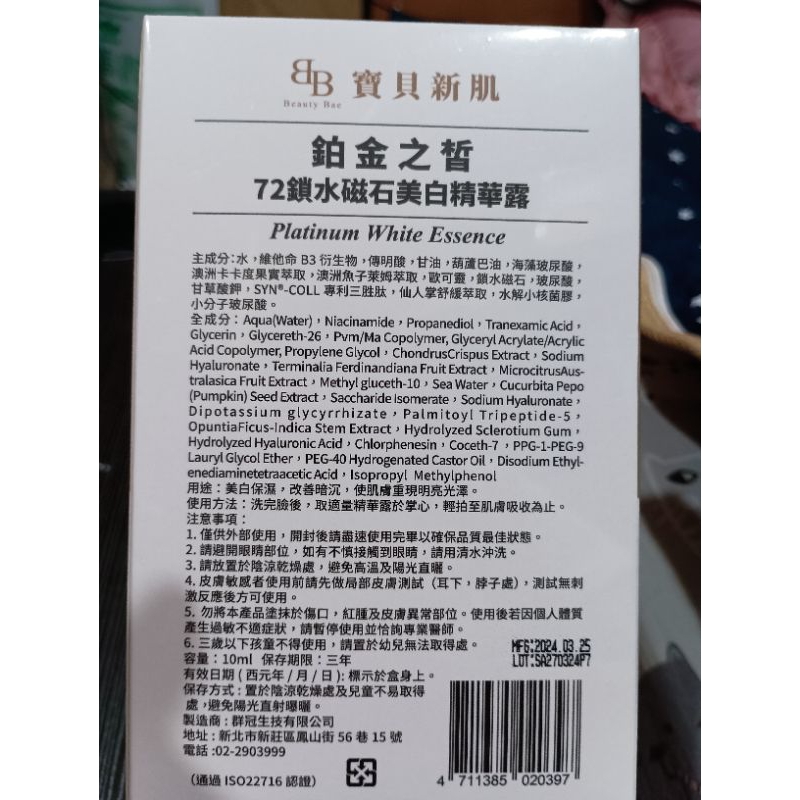 BB 寶貝新肌
Beauty Bae
鉑金之皙
72鎖水磁石美白精華露
Platinum White Essence
主成分:水，維他命 B3 衍生物，傳明酸，甘油，葫蘆巴油，海藻玻尿酸，
澳洲卡卡度果實萃取，澳洲魚子萊姆萃取，歐可靈，鎖水磁石，玻尿酸，
甘草酸鉀，SYN®-COLL 專利三胜肽，仙人掌舒緩萃取，水解小核菌膠，
小分子玻尿酸。
全成分：Aqua(Water)，Niacinamide，Propanediol，Tranexamic Acid，
Glycerin，Glycereth-26，Pvm/Ma Copolymer, Glyceryl Acrylate/Acrylic
Acid Copolymer, Propylene Glycol，ChondrusCrispus Extract，Sodium
Hyaluronate，Terminalia Ferdinandiana Fruit Extract，MicrocitrusAus-
tralasica Fruit Extract，Methyl gluceth-10，Sea Water，Cucurbita Pepo
(Pumpkin) Seed Extract，Saccharide Isomerate，Sodium Hyaluronate，
Dipotassium glycyrrhizate，Palmitoyl Tripeptide-5，
OpuntiaFicus-Indica Stem Extract，Hydrolyzed Sclerotium Gum，
Hydrolyzed Hyaluronic Acid，Chlorphenesin，Coceth-7，PPG-1-PEG-9
Lauryl Glycol Ether，PEG-40 Hydrogenated Castor Oil，Disodium Ethyl-
enediaminetetraacetic Acid，Isopropyl Methylphenol
用途：美白保濕，改善暗沉，使肌膚重現明亮光澤。
使用方法：洗完臉後，取適量精華露於掌心，輕拍至肌膚吸收為止。
注意事項：
1. 僅供外部使用，開封後請盡速使用完畢以確保品質最佳狀態。
2. 請避開眼睛部位，如有不慎接觸到眼睛，請用清水沖洗。
3. 請放置於陰涼乾燥處，避免高溫及陽光直曬。
4. 皮膚敏感者使用前請先做局部皮膚測試（耳下，脖子處），測試無刺
激反應後方可使用。
5. 勿將本產品塗抹於傷口，紅腫及皮膚異常部位。使用後若因個人體質
產生過敏不適症狀，請暫停使用並恰詢專業醫師。
6. 三歲以下孩童不得使用，請置於幼兒無法取得處。
MFG:2024.03.25
LOT:SA270324P7
容量：10ml 保存期限：三年
有效日期 ( 西元年 / 月 / 日 ): 標示於盒身上。
保存方式 : 置於陰涼乾燥處及兒童不易取得
處 ,避免陽光直射曝曬。
製造商 : 群冠生技有限公司
地址 : 新北市新莊區鳳山街 56 巷 15 號
電話 :02-2903999
（通過 ISO22716 認證）
4 711385 020397